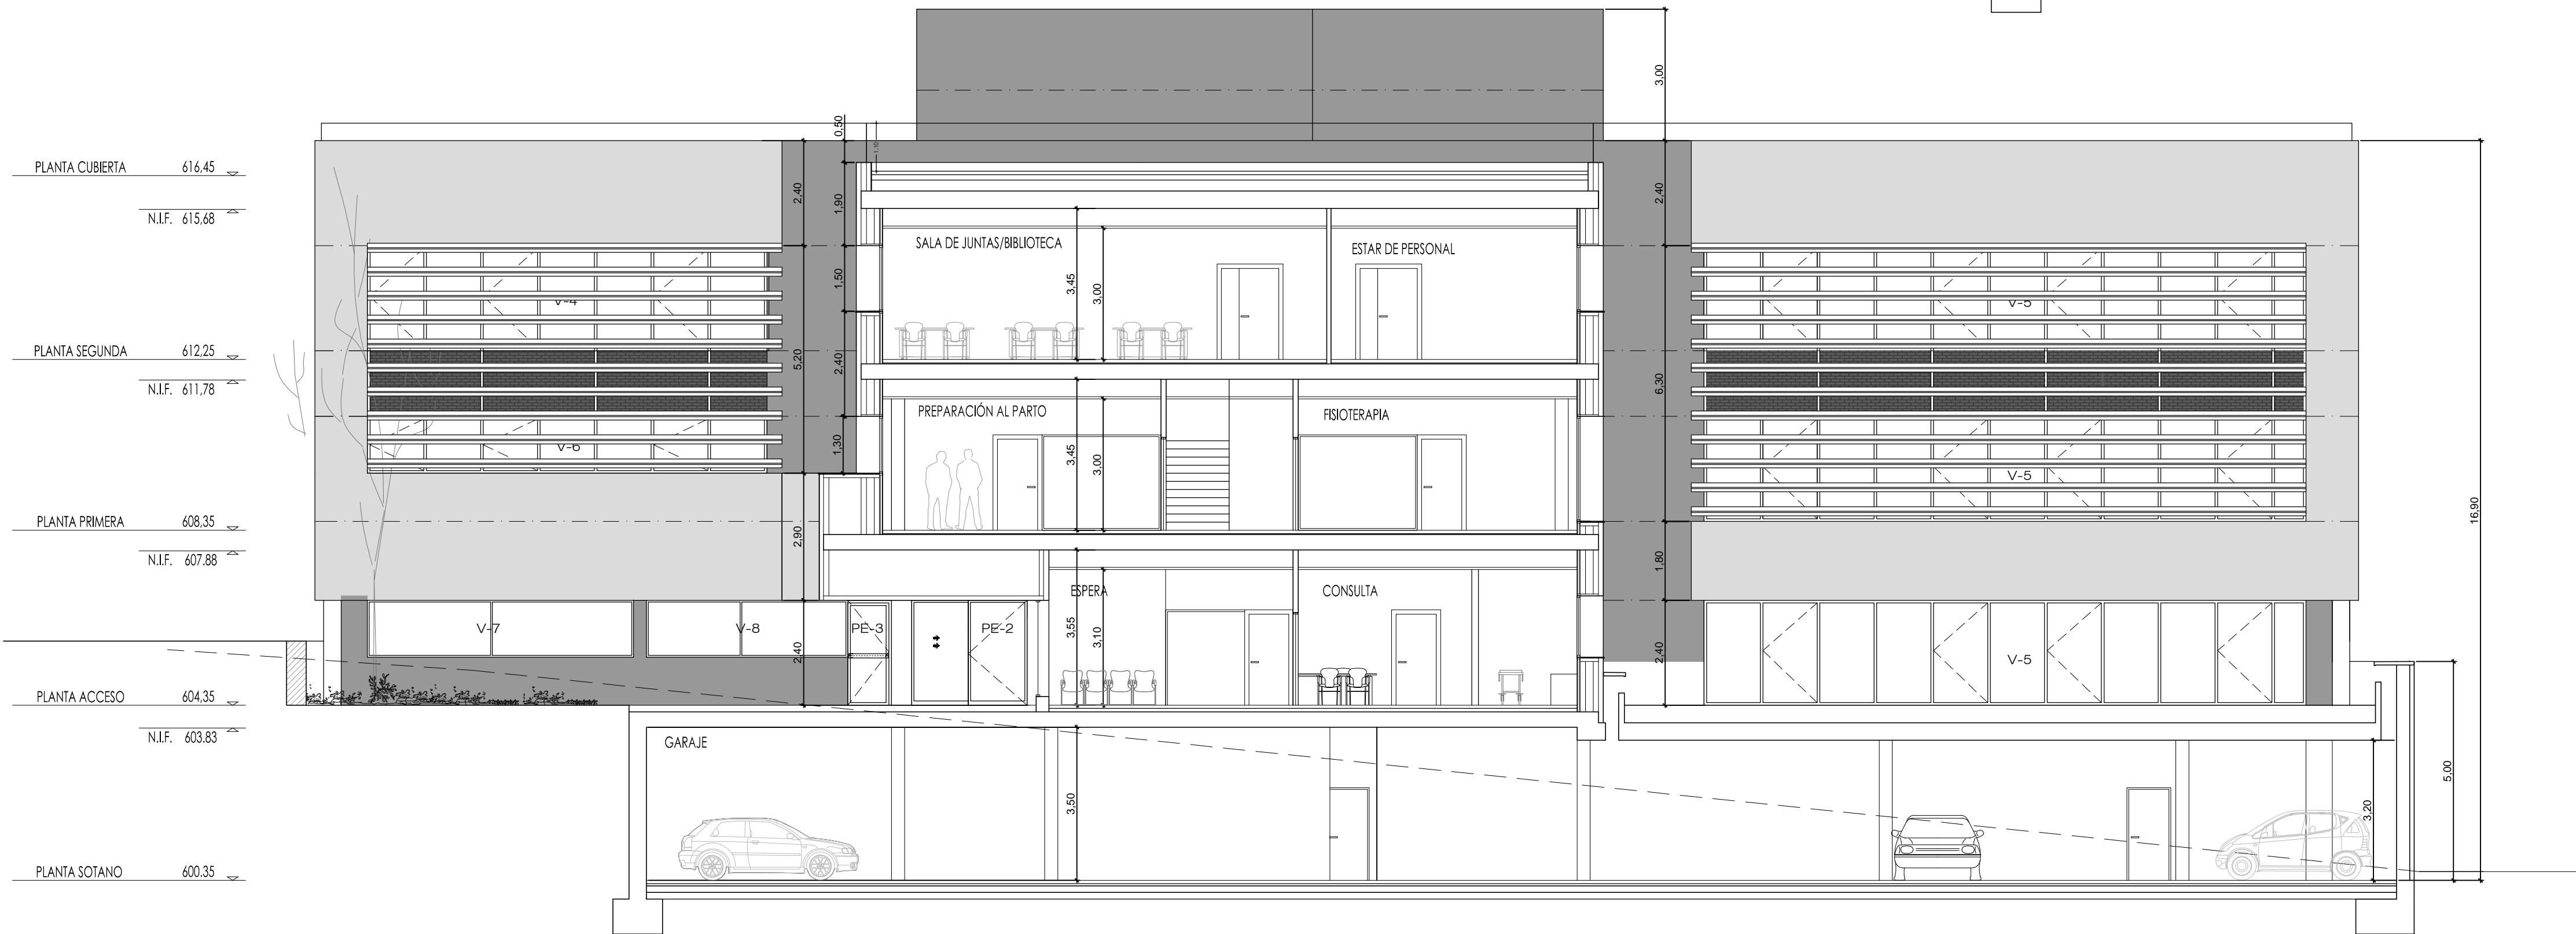 3,00
0,50
1,10
PLANTA CUBIERTA 616,45
N.I.F. 615,68
2,40
1,90
2,40
SALA DE JUNTAS/BIBLIOTECA
ESTAR DE PERSONAL
1,50
3,45
3,00
V-4
V-5
PLANTA SEGUNDA 612,25
N.I.F. 611,78
5,20
2,40
6,30
PREPARACIÓN AL PARTO
FISIOTERAPIA
1,30
3,45
3,00
V-6
V-5
PLANTA PRIMERA 608,35
N.I.F. 607.88
2,90
16,90
1,80
ESPERA
CONSULTA
V-7
V-8
PE-3
PE-2
2,40
3,55
3,10
2,40
V-5
PLANTA ACCESO 604,35
N.I.F. 603.83
GARAJE
5,00
3,50
3,20
PLANTA SOTANO 600.35